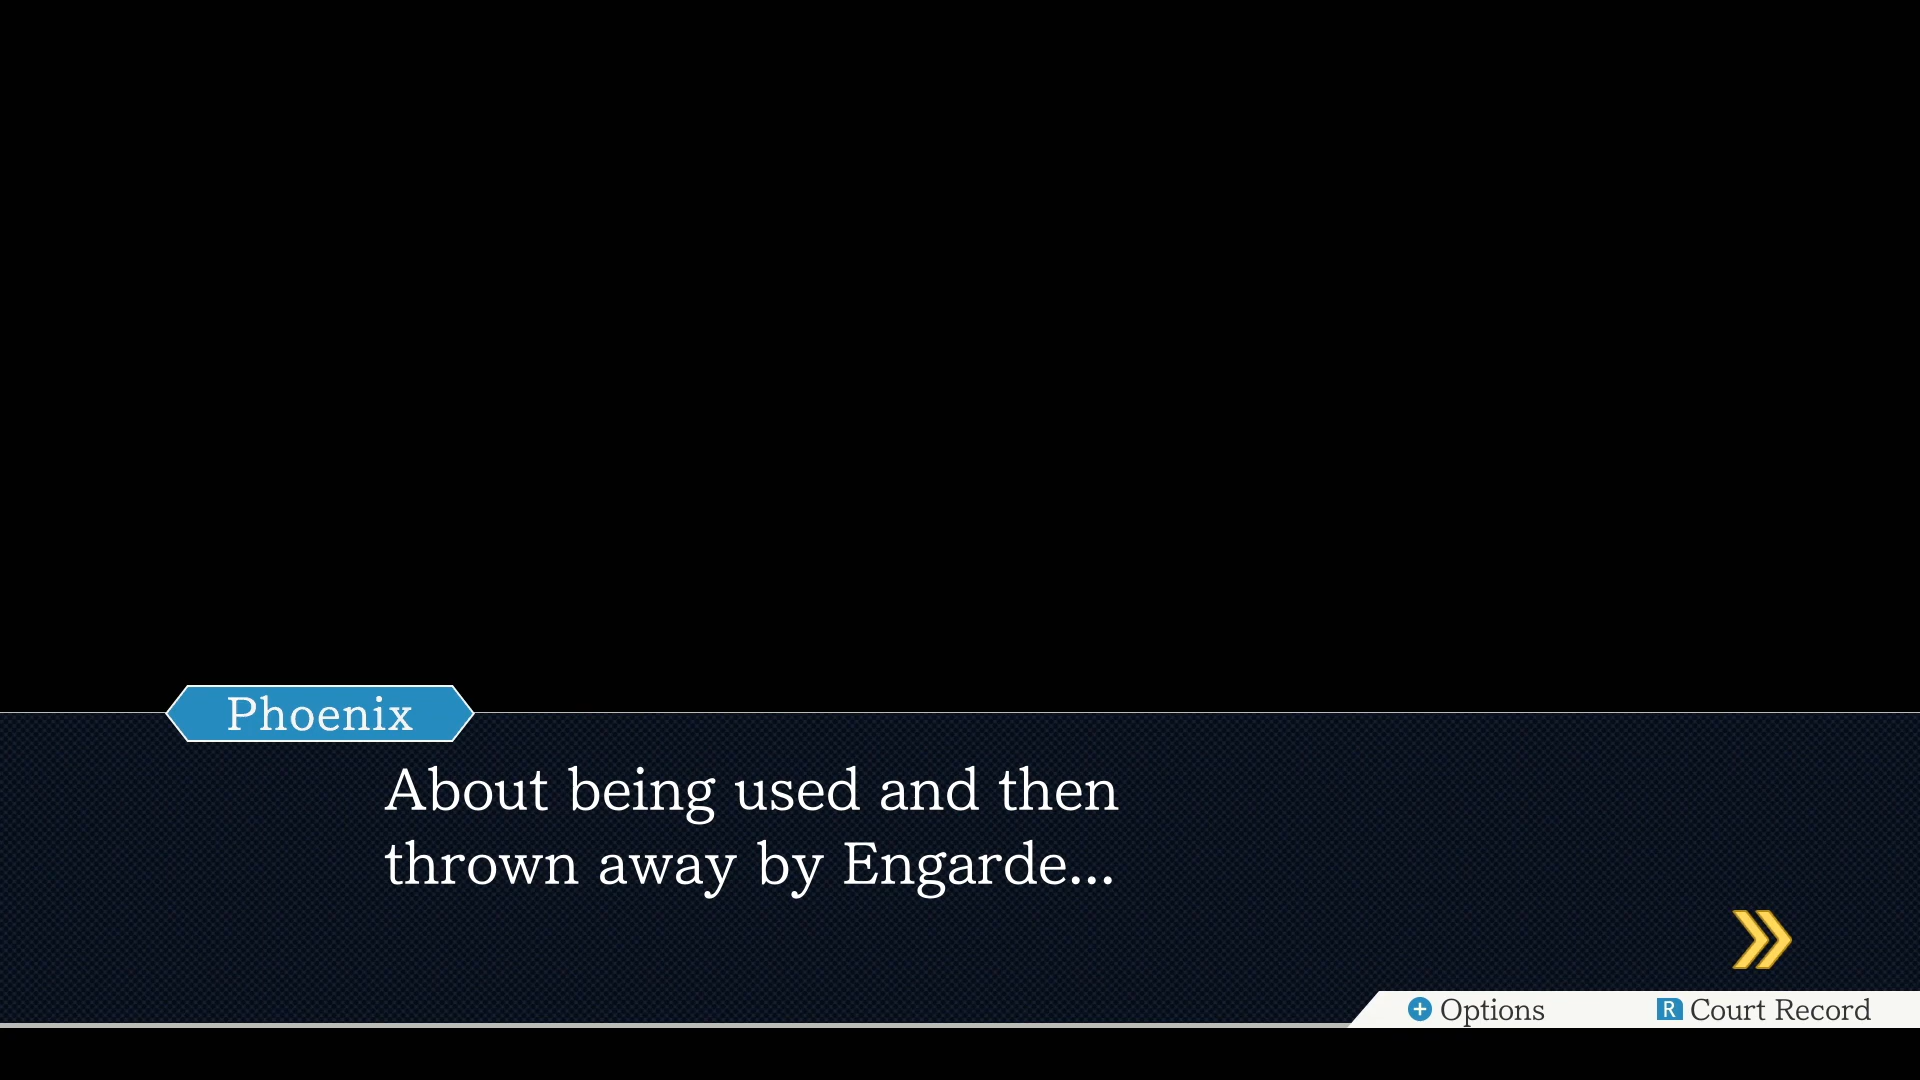 Phoenix
About being used and then
thrown away by Engarde...
+ Options R Court Record